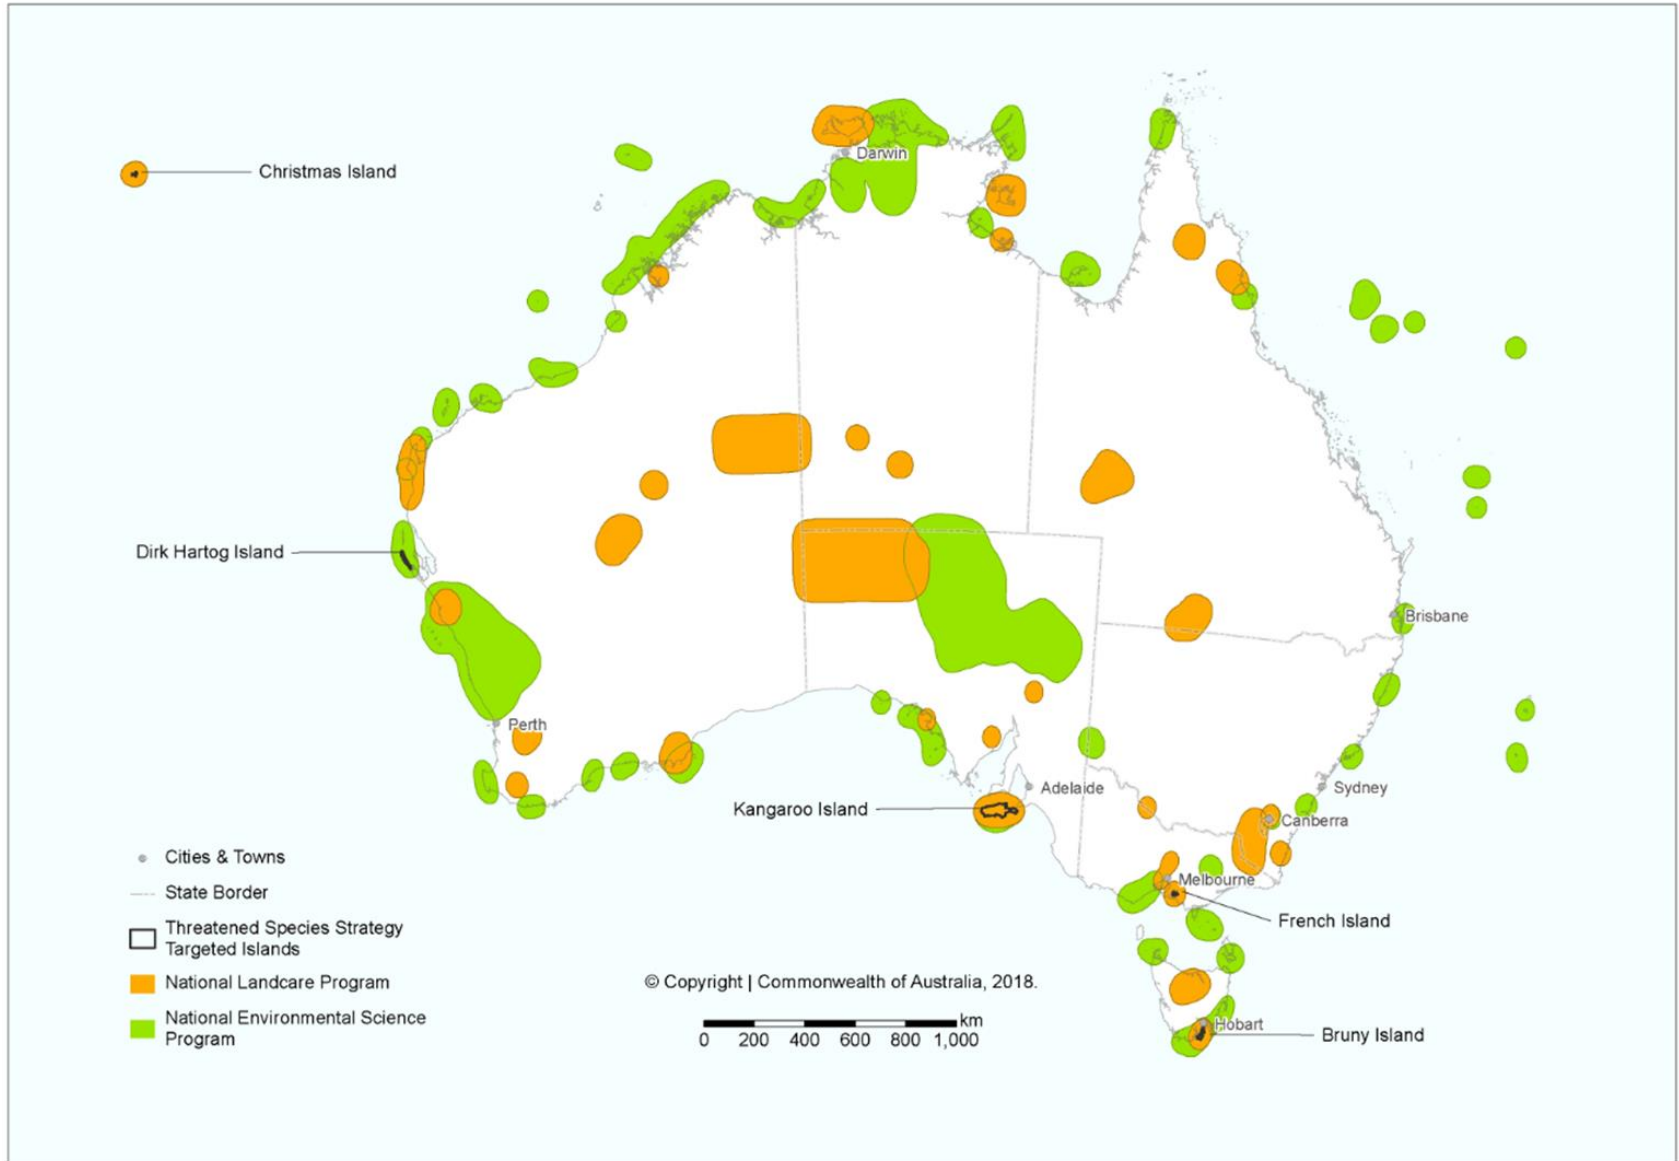 Christmas Island
Darwin
Dirk Hartog Island
Brisbane
Perth
Adelaide
Sydney
Kangaroo Island
Canberra
Melbourne
French Island
Hobart
Bruny Island
Cities & Towns
State Border
Threatened Species Strategy
Targeted Islands
National Landcare Program
National Environmental Science
Program
© Copyright | Commonwealth of Australia, 2018.
km
0 200 400 600 800 1,000